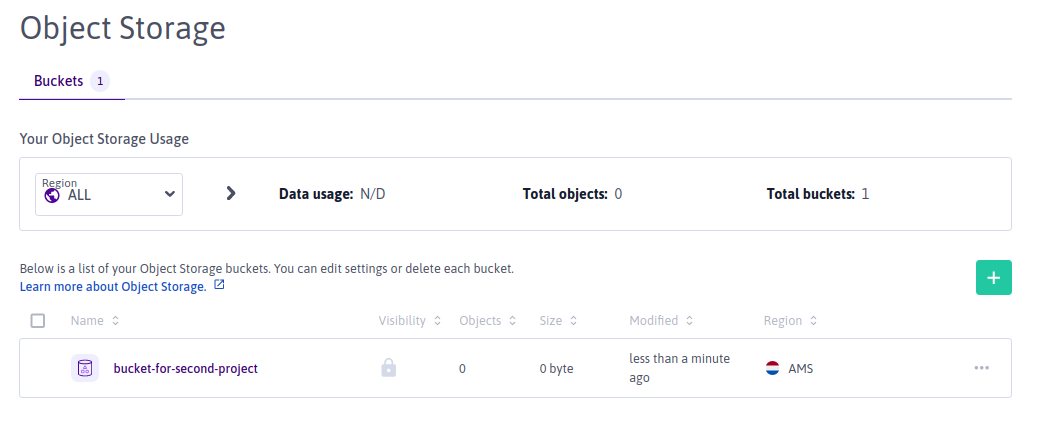 Object Storage
Buckets 1
Your Object Storage Usage
Region
ALL
Data usage: N/D Total objects: 0 Total buckets: 1
Below is a list of your Object Storage buckets. You can edit settings or delete each bucket.
Learn more about Object Storage.
Name Visibility Objects Size Modified Region
bucket-for-second-project 0 0 byte less than a minute ago AMS